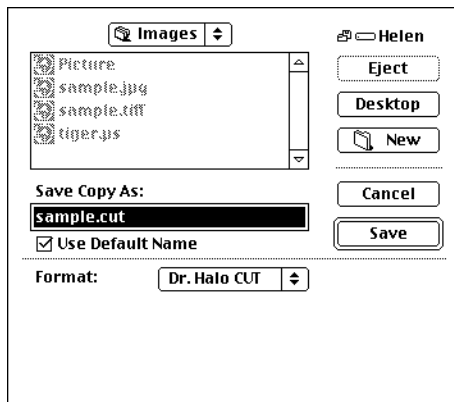 Images
Helen
Picture
sample.jpg
sample.tiff
tiger.ps
Eject
Desktop
New
Save Copy As:
sample.cut
Use Default Name
Cancel
Save
Format:
Dr. Halo CUT